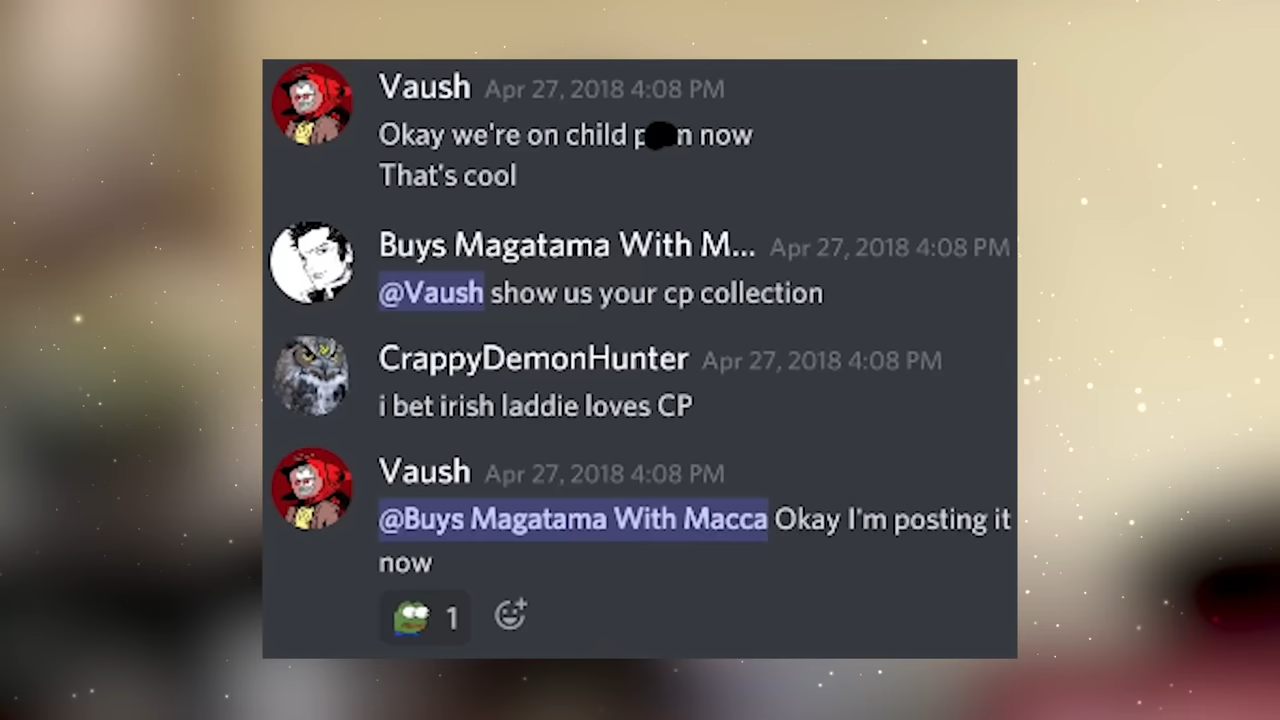 Vaush Apr 27, 2018 4:08 PM
Okay we're on child p m now
That's cool
Buys Magatama With M... Apr 27, 2018 4:08 PM
@Vaush show us your cp collection
CrappyDemonHunter Apr 27, 2018 4:08 PM
i bet irish laddie loves CP
Vaush Apr 27, 2018 4:08 PM
@Buys Magatama With Macca Okay I'm posting it
now
1